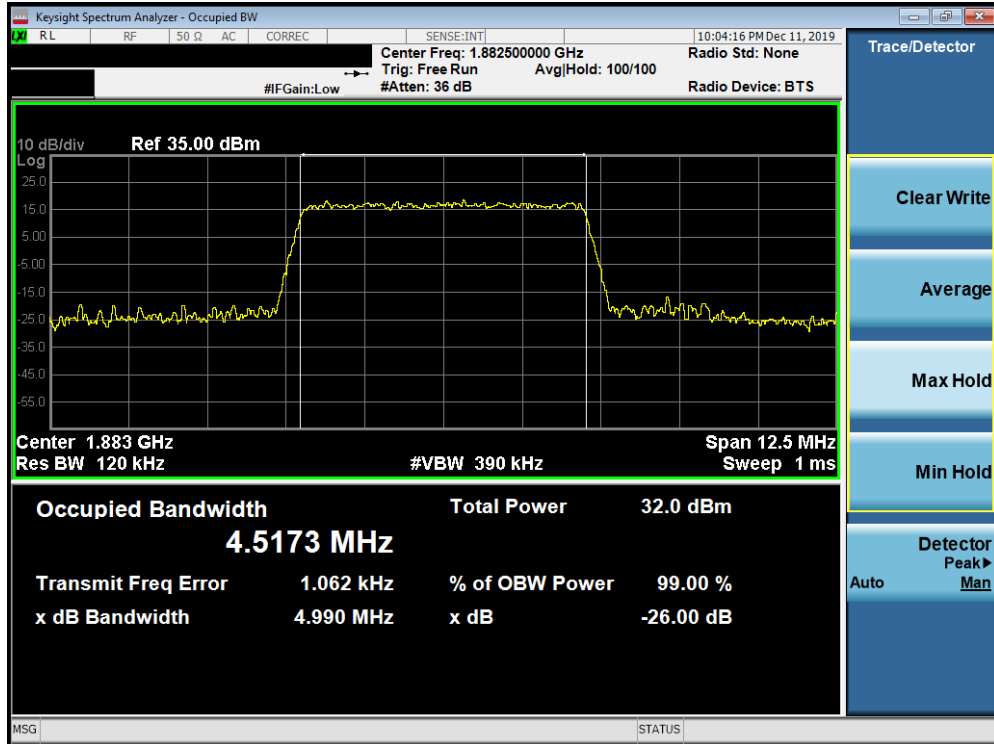 Keysight Spectrum Analyzer - Occupied BW
LXI RL RF 50 Ω AC CORREC SENSE:INT 10:04:16 PM Dec 11, 2019
Center Freq: 1.882500000 GHz Radio Std: None
Trig: Free Run Avg|Hold: 100/100
#IFGain:Low #Atten: 36 dB Radio Device: BTS
10 dB/div Ref 35.00 dBm
Log
25.0
15.0
5.00
-5.00
-15.0
-25.0
-35.0
-45.0
-55.0
Center 1.883 GHz Span 12.5 MHz
Res BW 120 kHz #VBW 390 kHz Sweep 1 ms
Occupied Bandwidth Total Power 32.0 dBm
4.5173 MHz
Transmit Freq Error 1.062 kHz % of OBW Power 99.00 %
x dB Bandwidth 4.990 MHz x dB -26.00 dB
MSG STATUS
Trace/Detector
Clear Write
Average
Max Hold
Min Hold
Detector
Peak▶
Auto Man